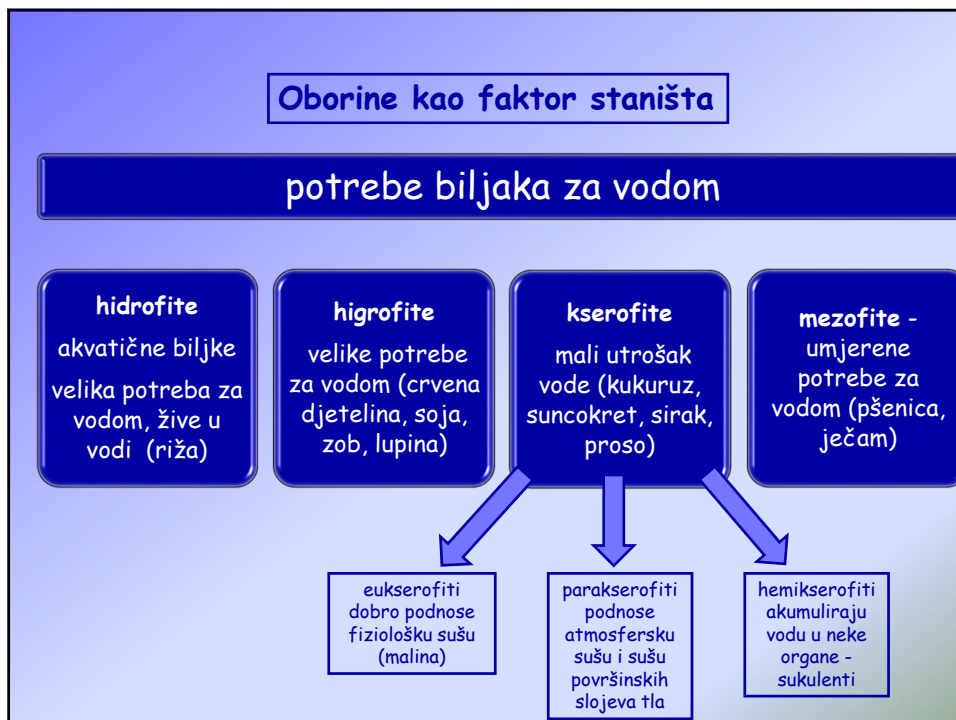 Oborine kao faktor staništa
potrebe biljaka za vodom
hidrofite
akvatične biljke
velika potreba za
vodom, žive u
vodi (riža)
higrofite
velike potrebe
za vodom (crvena
djetelina, soja,
zob, lupina)
kserofite
mali utrošak
vode (kukuruz,
suncokret, sirak,
proso)
mezofite -
umjerene
potrebe za
vodom (pšenica,
ječam)
eukserofiti
dobro podnose
fiziološku sušu
(malina)
parakserofiti
podnose
atmosfersku
sušu i sušu
površinskih
slojeva tla
hemikserofiti
akumuliraju
vodu u neke
organe -
sukulenti